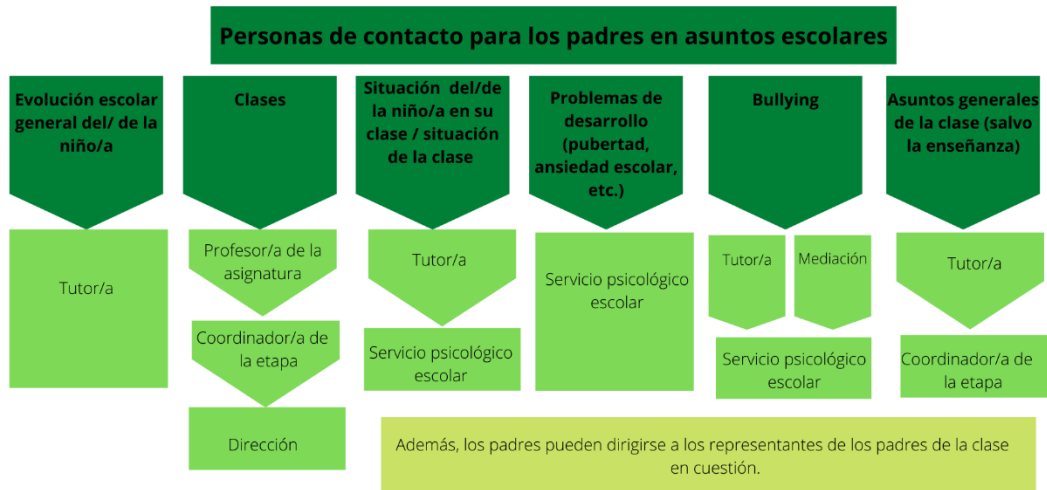 Personas de contacto para los padres en asuntos escolares
Evolución escolar
general del/ de la
niño/a
Tutor/a
Clases
Profesor/a de la
asignatura
Coordinador/a de
la etapa
Dirección
Situación del/de
la niño/a en su
clase / situación
de la clase
Tutor/a
Servicio psicológico
escolar
Problemas de
desarrollo
(pubertad,
ansiedad escolar,
etc.)
Servicio psicológico
escolar
Bullying
Tutor/a
Mediación
Servicio psicológico
escolar
Asuntos generales
de la clase (salvo
la enseñanza)
Tutor/a
Coordinador/a de
la etapa
Además, los padres pueden dirigirse a los representantes de los padres de la clase
en cuestión.